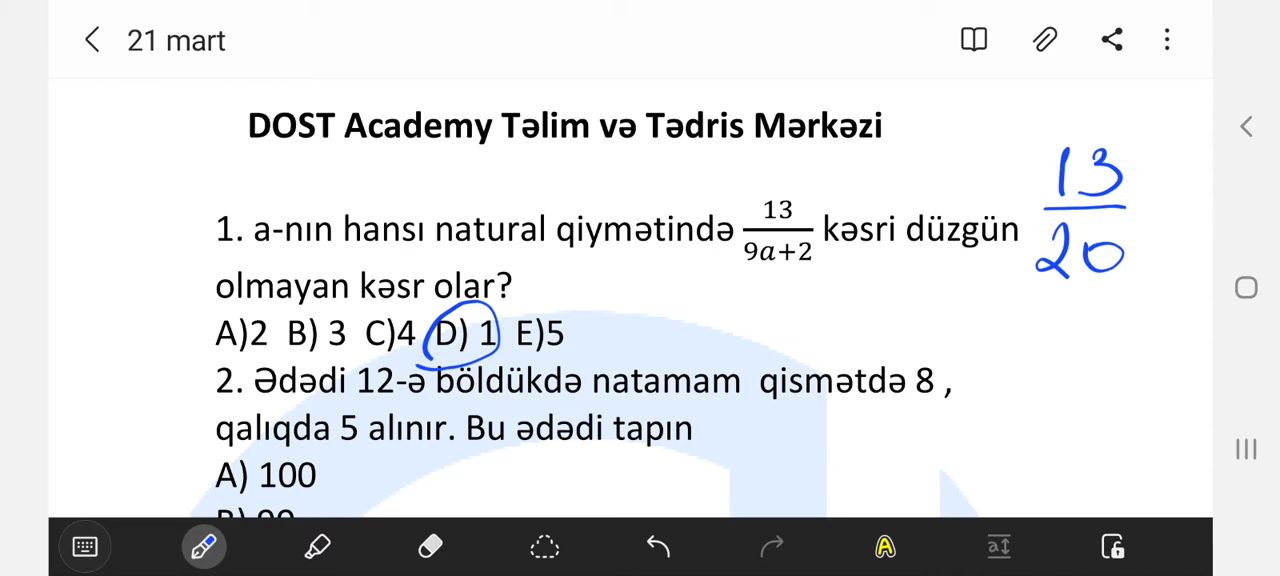 21 mart
DOST Academy Təlim və Tədris Mərkəzi
1. a-nın hansı natural qiymətində 13/(9a+2) kəsri düzgün
olmayan kəsr olar?
13/20
A)2 B) 3 C)4 D) 1 E)5
2. Ədədi 12-ə böldükdə natamam qismətdə 8 ,
qalıqda 5 alınır. Bu ədədi tapın
A) 100